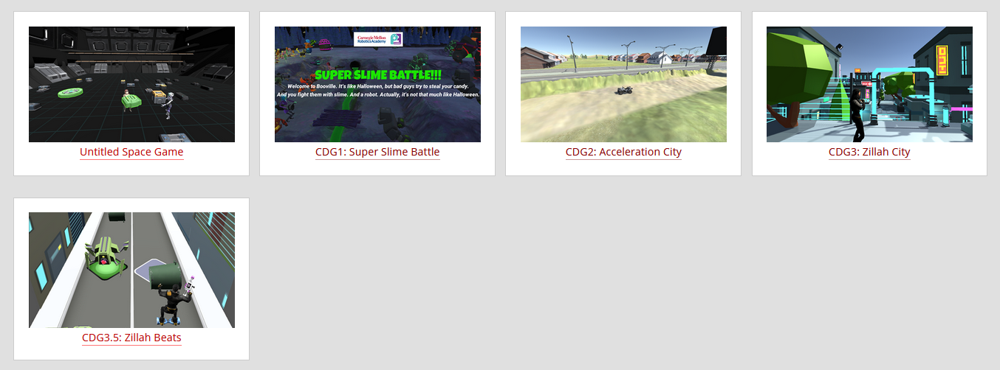 Carnegie Mellon
Robotics Academy
SUPER SLIME BATTLE!!!
Welcome to Booville. It's like Halloween, but bad guys try to steal your candy.
And you fight them with slime. And a robot. Actually, it's not that much like Halloween.
Untitled Space Game
CDG1: Super Slime Battle
CDG2: Acceleration City
CDG3: Zillah City
CDG3.5: Zillah Beats